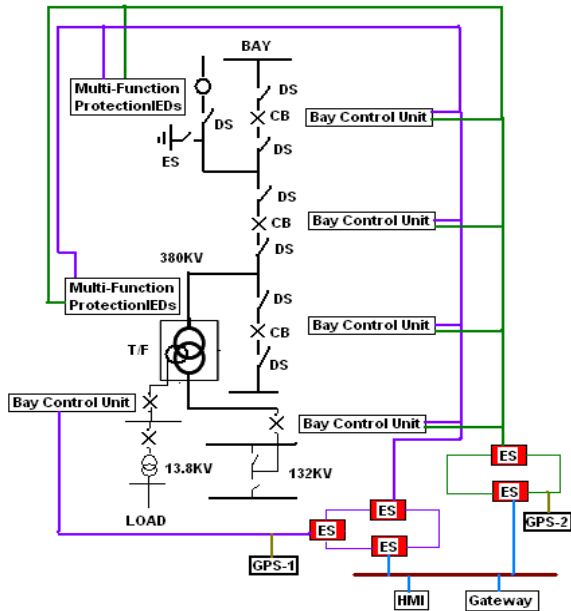 BAY
Multi-Function
ProtectionIEDs
DS
CB
Bay Control Unit
DS
DS
ES
DS
CB
Bay Control Unit
DS
380KV
Multi-Function
ProtectionIEDs
DS
CB
Bay Control Unit
T/F
DS
Bay Control Unit
Bay Control Unit
13.8KV
132KV
LOAD
ES
ES
GPS-2
ES
ES
ES
GPS-1
HMI
Gateway